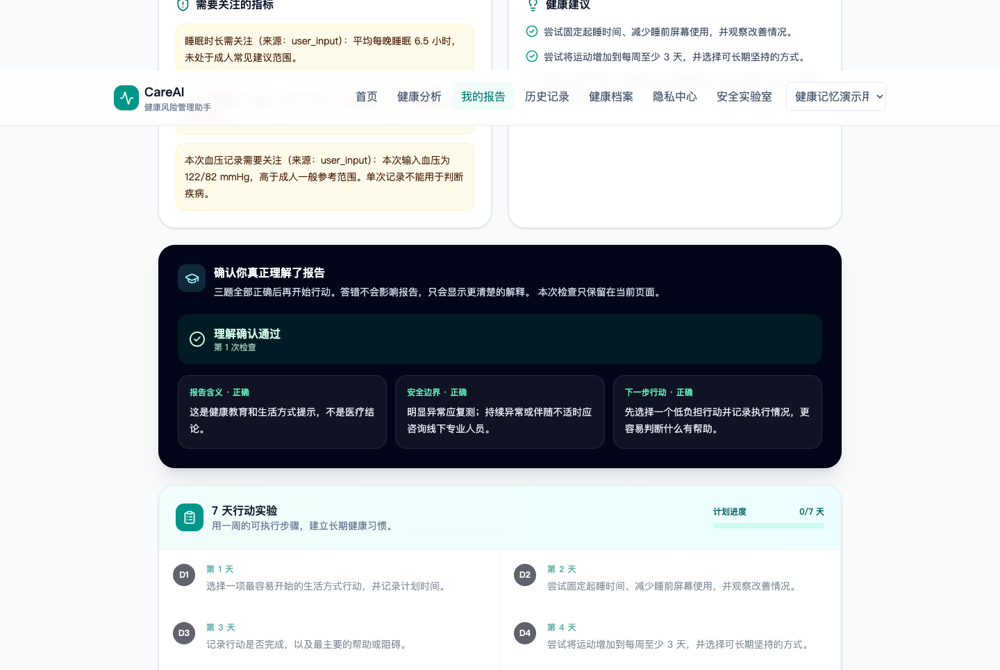 需要关注的指标
睡眠时长需关注（来源：user_input）：平均每晚睡眠 6.5 小时，
未处于成人常见建议范围。
健康建议
尝试固定起睡时间、减少睡前屏幕使用，并观察改善情况。
尝试将运动增加到每周至少 3 天，并选择可长期坚持的方式。
CareAI
健康风险管理助手
首页
健康分析
我的报告
历史记录
健康档案
隐私中心
安全实验室
健康记忆演示用
本次血压记录需要关注（来源：user_input）：本次输入血压为
122/82 mmHg，高于成人一般参考范围。单次记录不能用于判断
疾病。
确认你真正理解了报告
三题全部正确后再开始行动。答错不会影响报告，只会显示更清楚的解释。 本次检查只保留在当前页面。
理解确认通过
第 1 次检查
报告含义 · 正确
这是健康教育和生活方式提示，不是医疗结
论。
安全边界 · 正确
明显异常应复测；持续异常或伴随不适时应
咨询线下专业人员。
下一步行动 · 正确
先选择一个低负担行动并记录执行情况，更
容易判断什么有帮助。
7 天行动实验
用一周的可执行步骤，建立长期健康习惯。
计划进度
0/7 天
D1
第 1 天
选择一项最容易开始的生活方式行动，并记录计划时间。
D2
第 2 天
尝试固定起睡时间、减少睡前屏幕使用，并观察改善情况。
D3
第 3 天
记录行动是否完成，以及最主要的帮助或阻碍。
D4
第 4 天
尝试将运动增加到每周至少 3 天，并选择可长期坚持的方式。